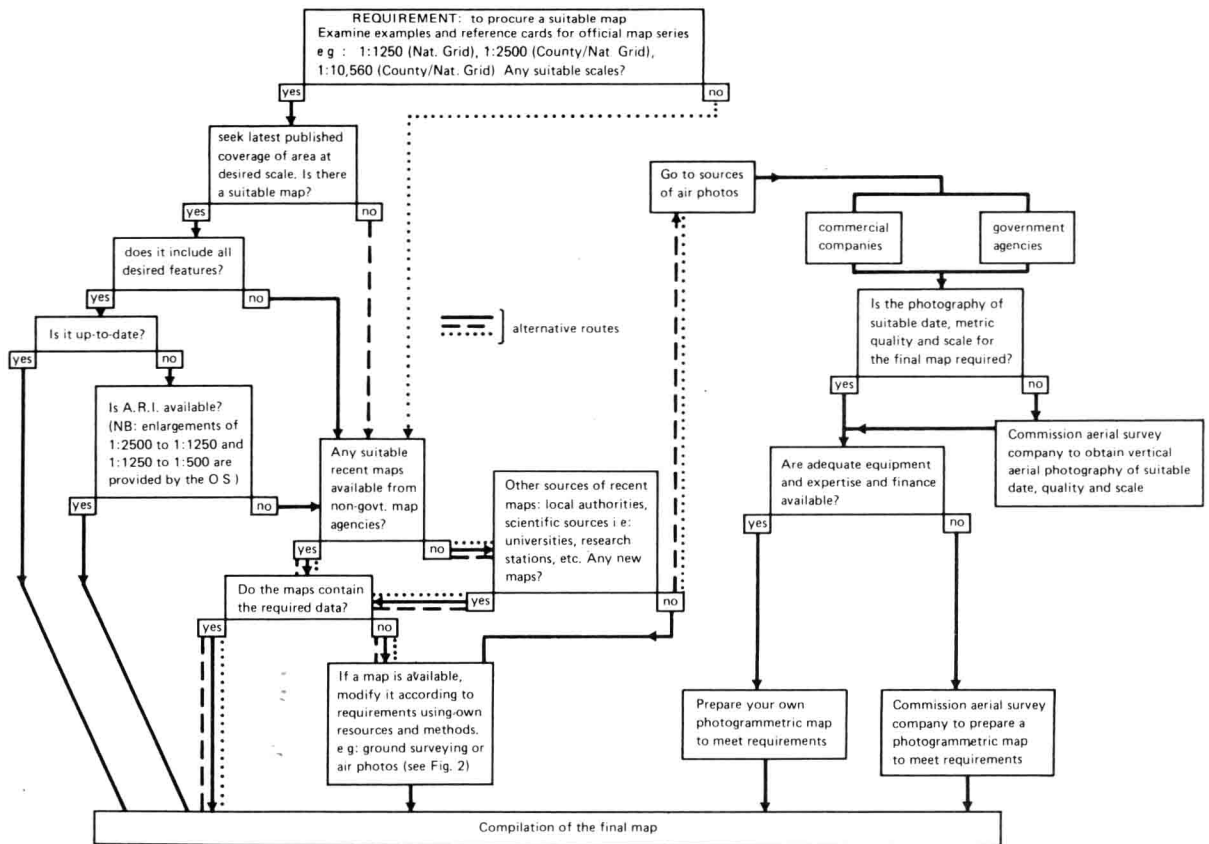 REQUIREMENT: to procure a suitable map
Examine examples and reference cards for official map series
e g : 1:1250 (Nat. Grid), 1:2500 (County/Nat. Grid),
1:10,560 (County/Nat. Grid) Any suitable scales?
yes
no
seek latest published
coverage of area at
desired scale. Is there
a suitable map?
yes
no
does it include all
desired features?
yes
no
Is it up-to-date?
yes
no
Is A.R.I. available?
(NB: enlargements of
1:2500 to 1:1250 and
1:1250 to 1:500 are
provided by the O S )
yes
no
Any suitable
recent maps
available from
non-govt. map
agencies?
yes
no
Other sources of recent
maps: local authorities,
scientific sources i e:
universities, research
stations, etc. Any new
maps?
yes
no
Do the maps contain
the required data?
yes
no
If a map is available,
modify it according to
requirements using-own
resources and methods.
e g: ground surveying or
air photos (see Fig. 2)
alternative routes
Go to sources
of air photos
commercial
companies
government
agencies
Is the photography of
suitable date, metric
quality and scale for
the final map required?
yes
no
Commission aerial survey
company to obtain vertical
aerial photography of suitable
date, quality and scale
Are adequate equipment
and expertise and finance
available?
yes
no
Prepare your own
photogrammetric map
to meet requirements
Commission aerial survey
company to prepare a
photogrammetric map
to meet requirements
Compilation of the final map